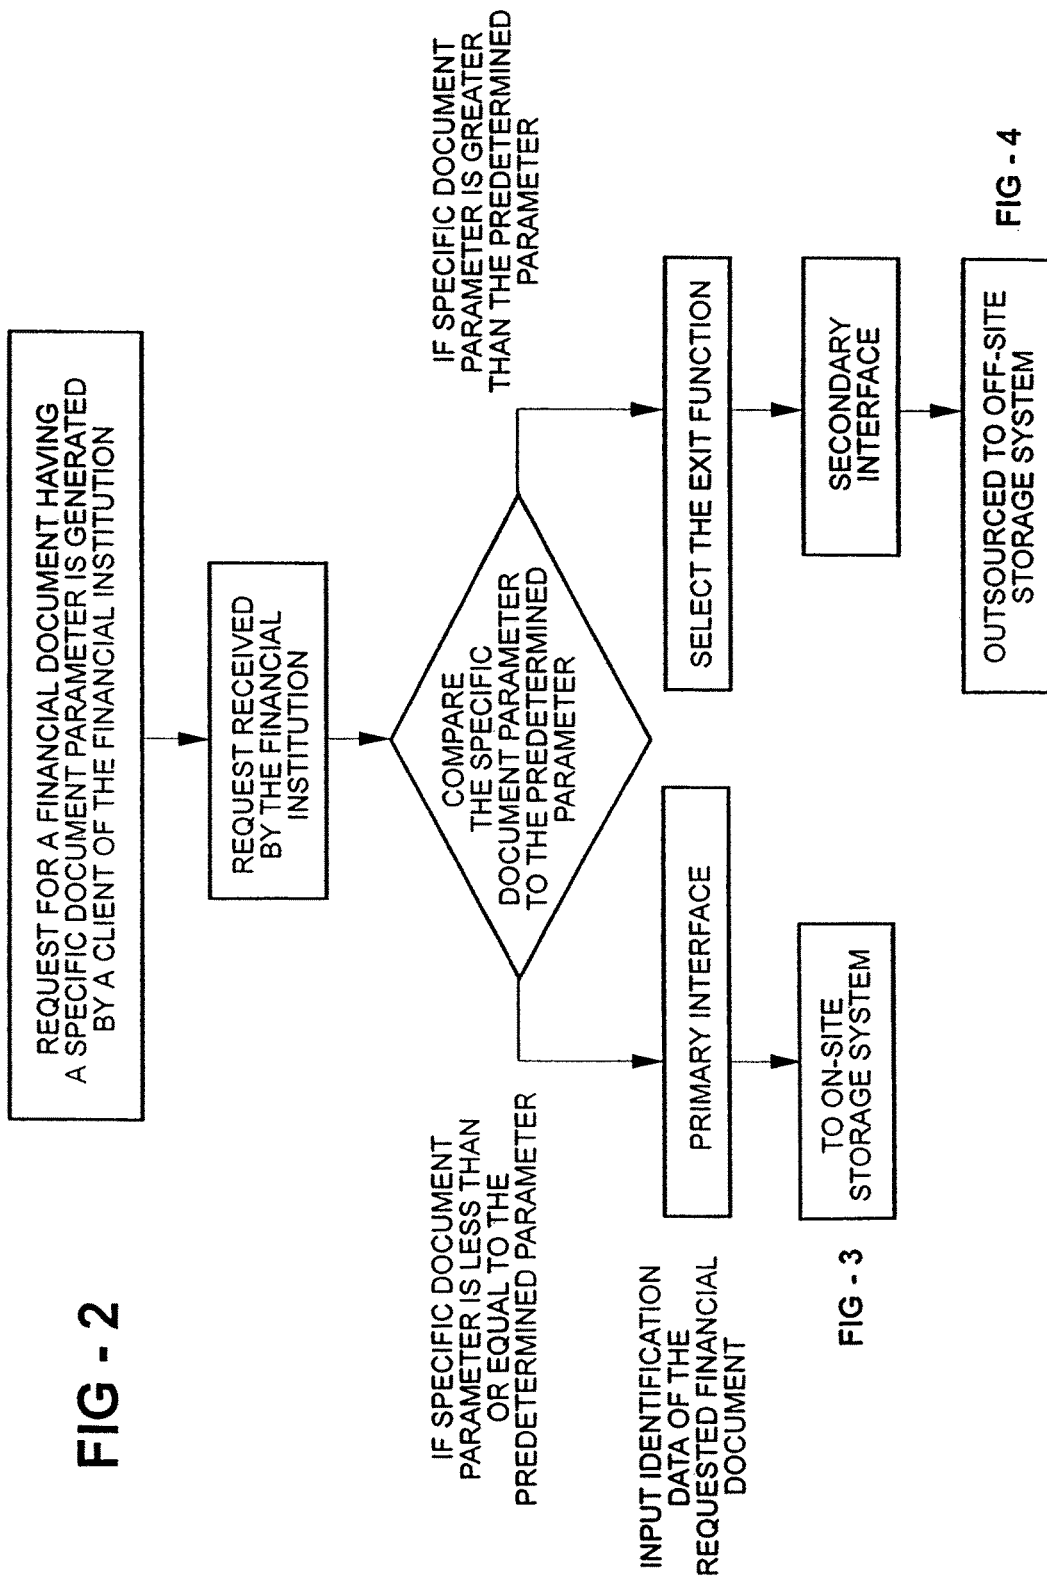 FIG - 2
REQUEST FOR A FINANCIAL DOCUMENT HAVING
A SPECIFIC DOCUMENT PARAMETER IS GENERATED
BY A CLIENT OF THE FINANCIAL INSTITUTION
REQUEST RECEIVED
BY THE FINANCIAL
INSTITUTION
COMPARE
THE SPECIFIC
DOCUMENT PARAMETER
TO THE PREDETERMINED
PARAMETER
IF SPECIFIC DOCUMENT
PARAMETER IS LESS THAN
OR EQUAL TO THE
PREDETERMINED PARAMETER
IF SPECIFIC DOCUMENT
PARAMETER IS GREATER
THAN THE PREDETERMINED
PARAMETER
INPUT IDENTIFICATION
DATA OF THE
REQUESTED FINANCIAL
DOCUMENT
PRIMARY INTERFACE
SELECT THE EXIT FUNCTION
TO ON-SITE
STORAGE SYSTEM
SECONDARY
INTERFACE
FIG - 3
OUTSOURCED TO OFF-SITE
STORAGE SYSTEM
FIG - 4